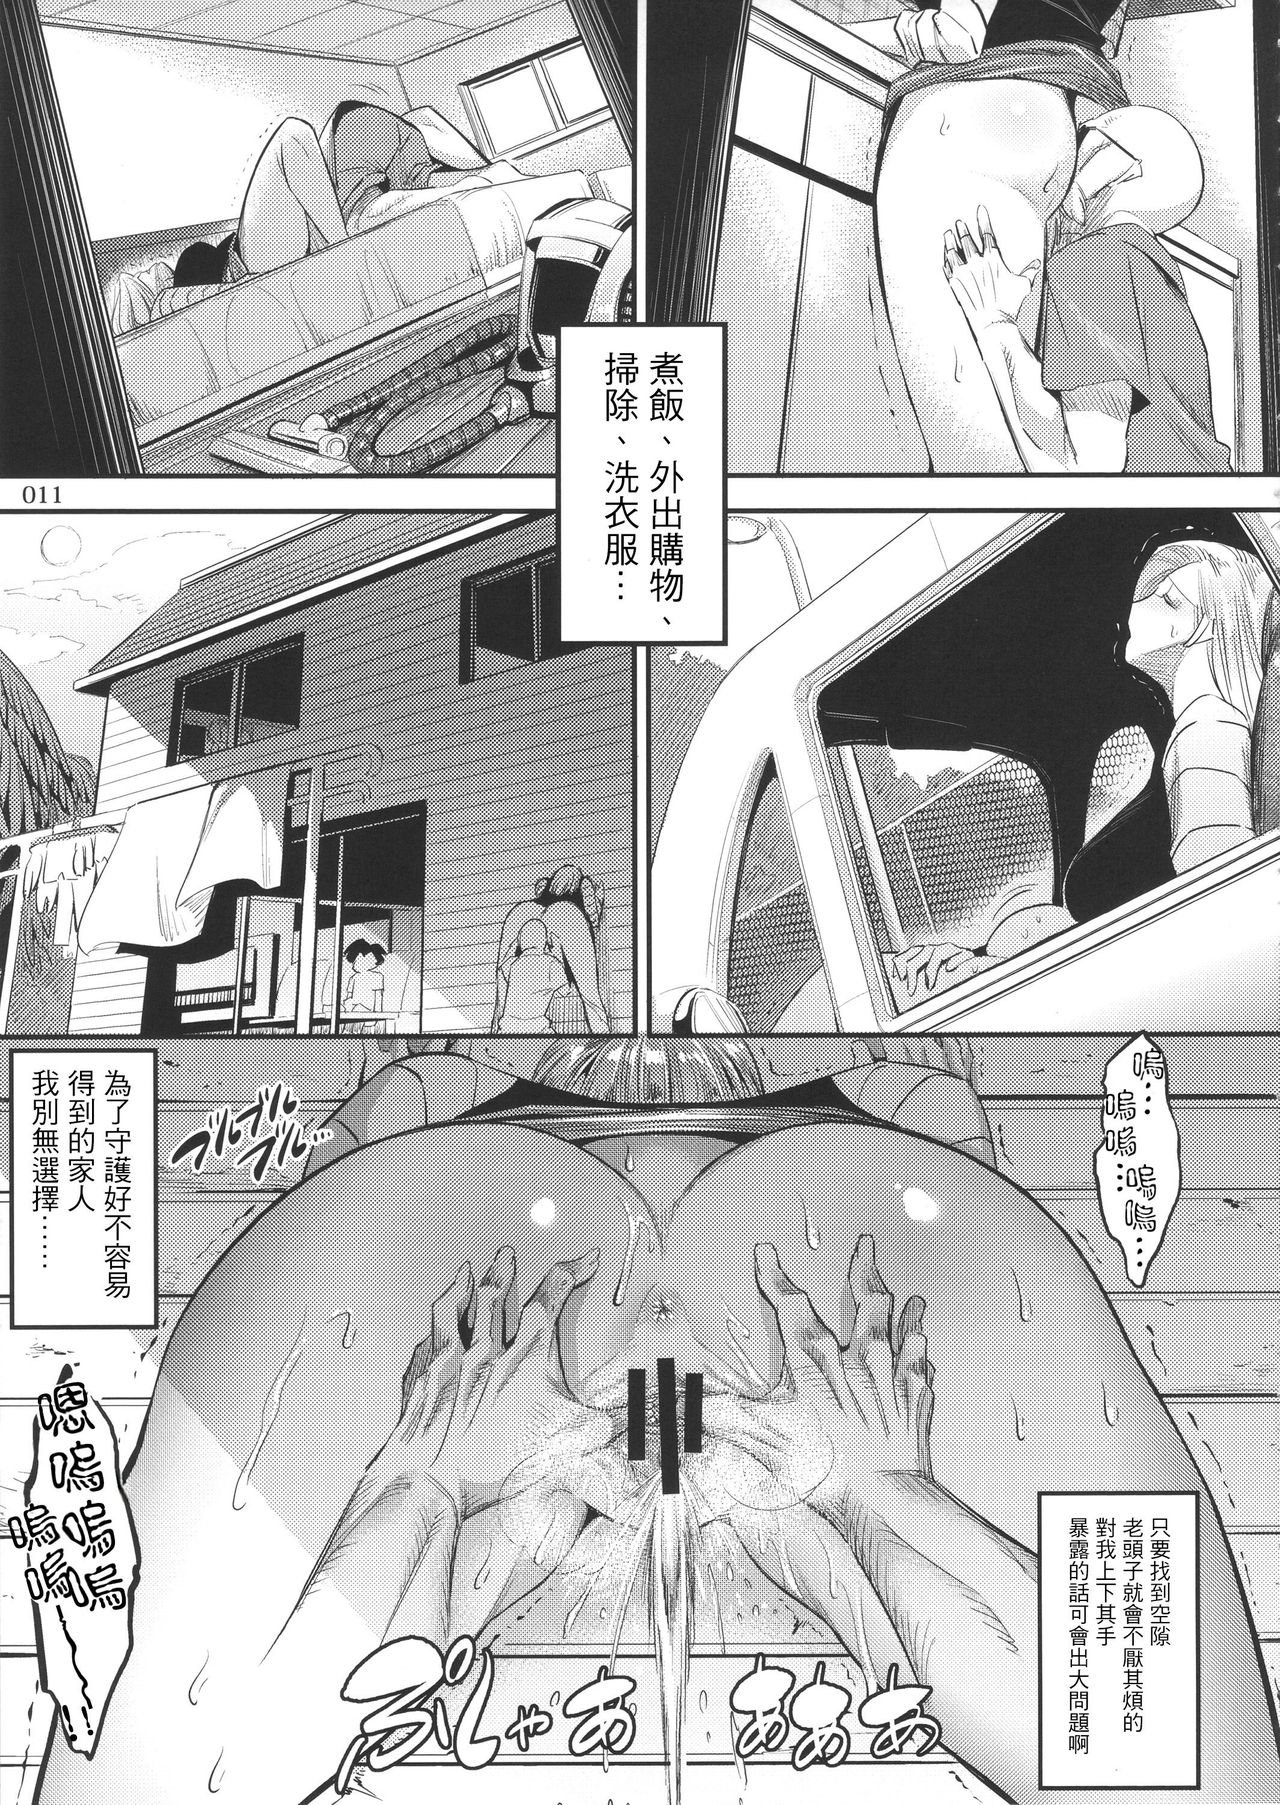 煮飯、外出購物、
掃除、洗衣服…
011
嗚…
嗚嗚…
嗚嗚…
ブルブル
ブル…
為了守護好不容易
得到的家人
我別無選擇……
只要找到空隙
老頭子就會不厭其煩的
對我上下其手
暴露的話可會出大問題啊
嗯嗚嗚嗚
嗚嗚嗚
ぷしゃあ
あああ